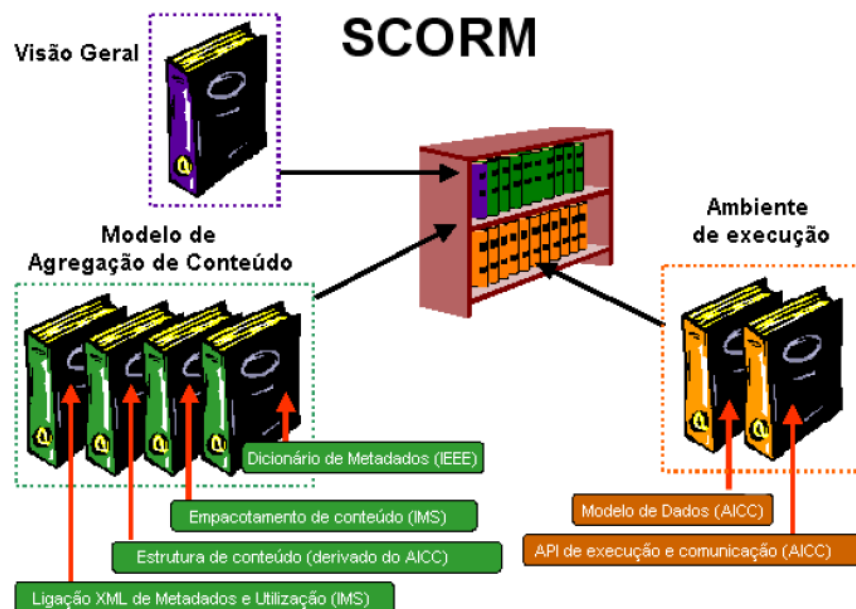 SCORM
Visão Geral
Modelo de
Agregação de Conteúdo
Ambiente
de execução
Dicionário de Metadados (IEEE)
Empacotamento de conteúdo (IMS)
Estrutura de conteúdo (derivado do AICC)
Ligação XML de Metadados e Utilização (IMS)
Modelo de Dados (AICC)
API de execução e comunicação (AICC)